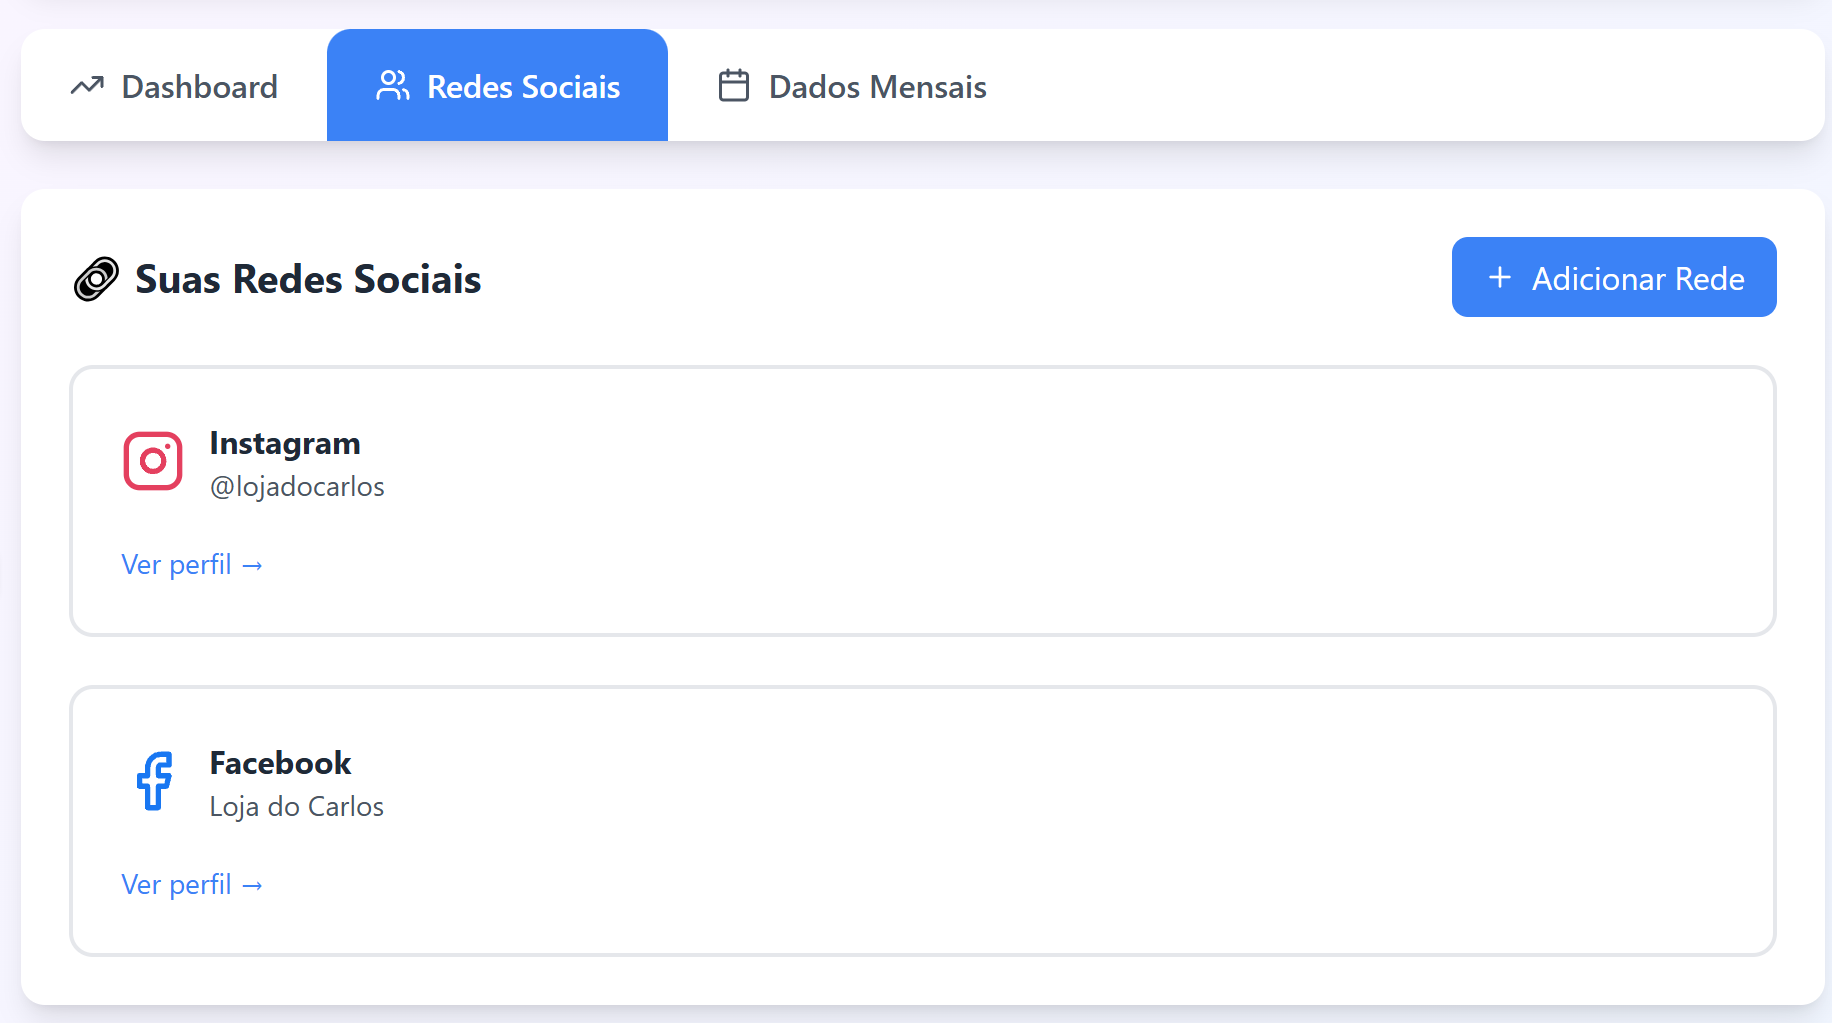 Dashboard
Redes Sociais
Dados Mensais
Suas Redes Sociais
Adicionar Rede
Instagram
@lojadocarlos
Ver perfil →
Facebook
Loja do Carlos
Ver perfil →